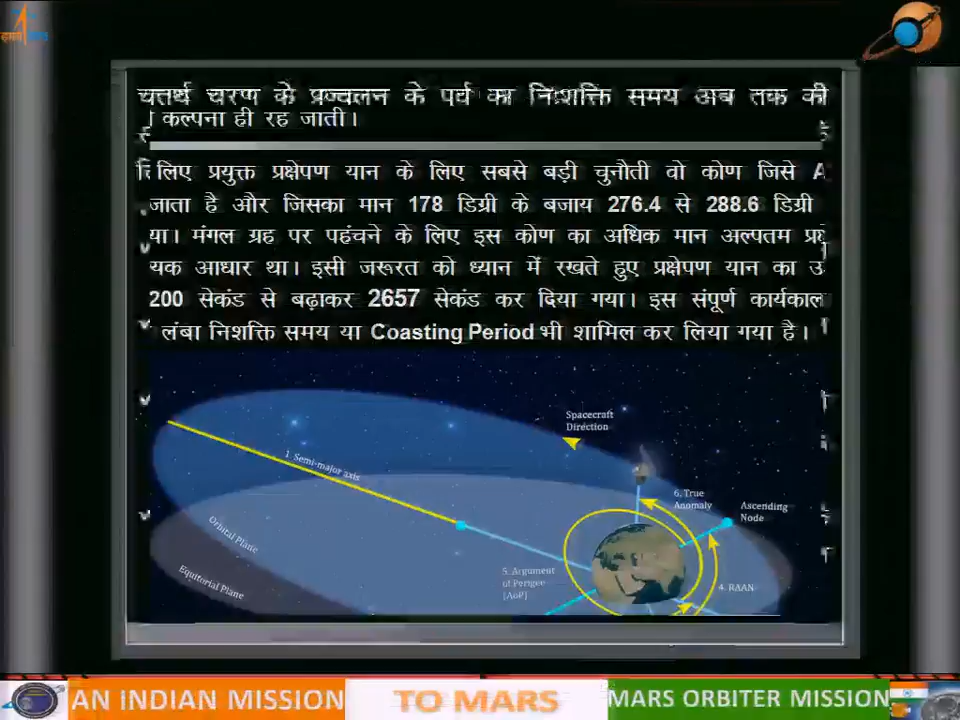 चतुर्थ चरण के प्रज्वलन के पूर्व का निःशक्ति समय अब तक की
कल्पना ही रह जाती।
लिए प्रयुक्त प्रक्षेपण यान के लिए सबसे बड़ी चुनौती वो कोण जिसे A
जाता है और जिसका मान 178 डिग्री के बजाय 276.4 से 288.6 डिग्री
या। मंगल ग्रह पर पहुंचने के लिए इस कोण का अधिक मान अल्पतम
यक आधार था। इसी जरूरत को ध्यान में रखते हुए प्रक्षेपण यान का
200 सेकंड से बढ़ाकर 2657 सेकंड कर दिया गया। इस संपूर्ण कार्यकाल
लंबा निशक्ति समय या Coasting Period भी शामिल कर लिया गया है।
Spacecraft
Direction
1. Semi-major axis
6. True
Anomaly
Ascending
Node
Orbital Plane
5. Argument
of Perigee
[AoP]
4. RAAN
Equitorial Plane
AN INDIAN MISSION TO MARS MARS ORBITER MISSION